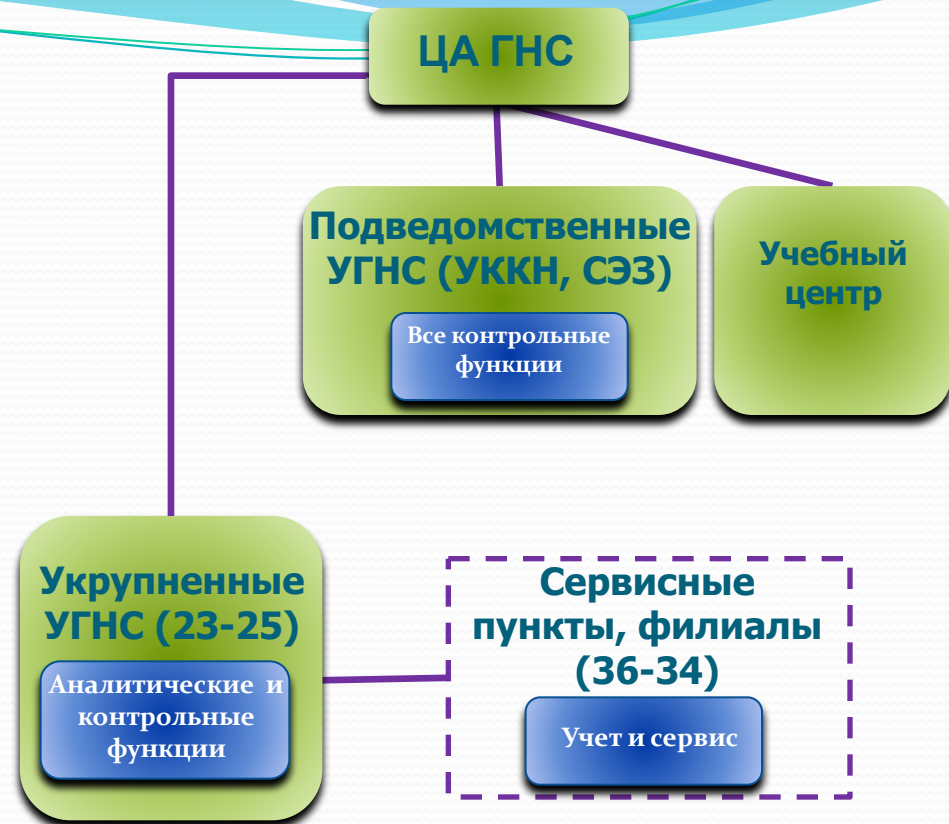 ЦА ГНС
Подведомственные
УГНС (УККН, СЭЗ)
Все контрольные
функции
Учебный
центр
Укрупненные
УГНС (23-25)
Аналитические и
контрольные
функции
Сервисные
пункты, филиалы
(36-34)
Учет и сервис